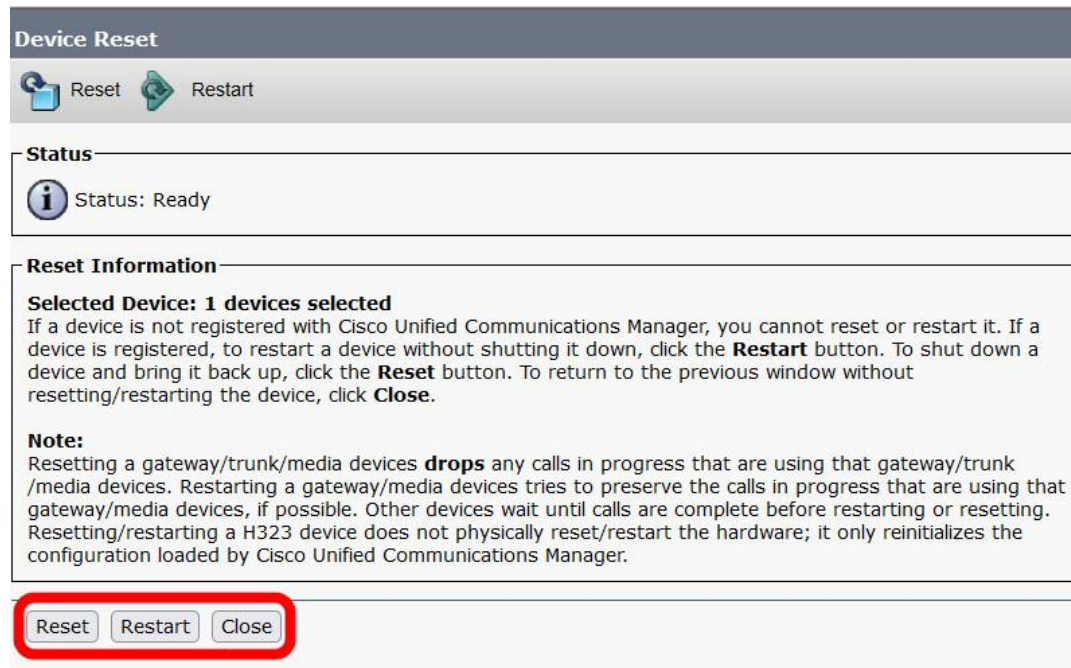 Device Reset
Reset Restart
Status
i Status: Ready
Reset Information
Selected Device: 1 devices selected
If a device is not registered with Cisco Unified Communications Manager, you cannot reset or restart it. If a
device is registered, to restart a device without shutting it down, click the Restart button. To shut down a
device and bring it back up, click the Reset button. To return to the previous window without
resetting/restarting the device, click Close.
Note:
Resetting a gateway/trunk/media devices drops any calls in progress that are using that gateway/trunk
/media devices. Restarting a gateway/media devices tries to preserve the calls in progress that are using that
gateway/media devices, if possible. Other devices wait until calls are complete before restarting or resetting.
Resetting/restarting a H323 device does not physically reset/restart the hardware; it only reinitializes the
configuration loaded by Cisco Unified Communications Manager.
Reset Restart Close